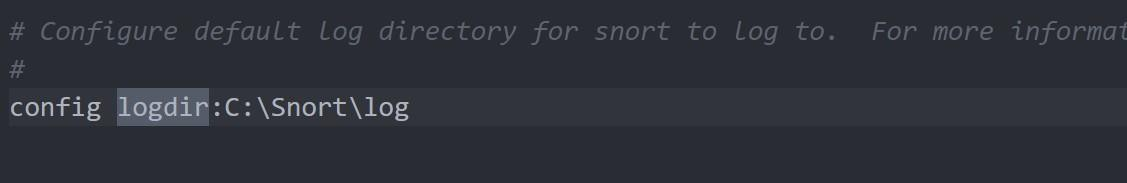 # Configure default log directory for snort to log to.  For more informat
#
config logdir:C:\Snort\log